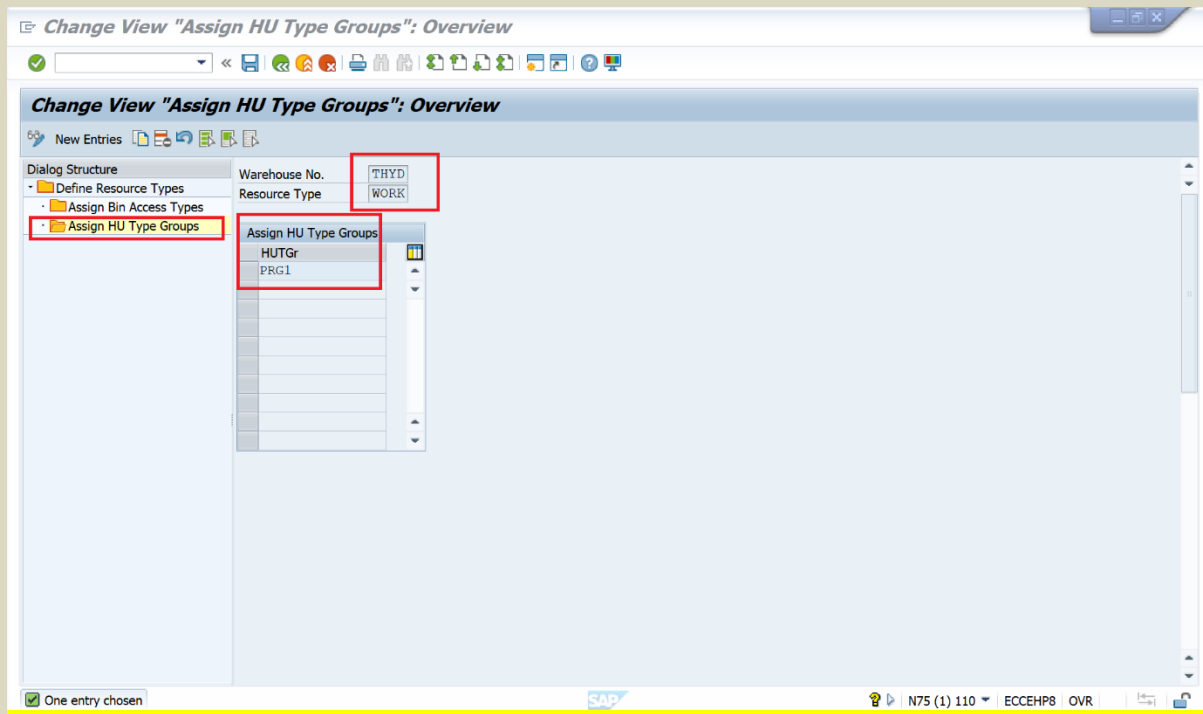 Change View "Assign HU Type Groups": Overview
Change View "Assign HU Type Groups": Overview
New Entries
Dialog Structure
Define Resource Types
Assign Bin Access Types
Assign HU Type Groups
Warehouse No. THYD
Resource Type WORK
Assign HU Type Groups
HUTGr
PRG1
One entry chosen
SAP
N75 (1) 110 ECCEHP8 OVR